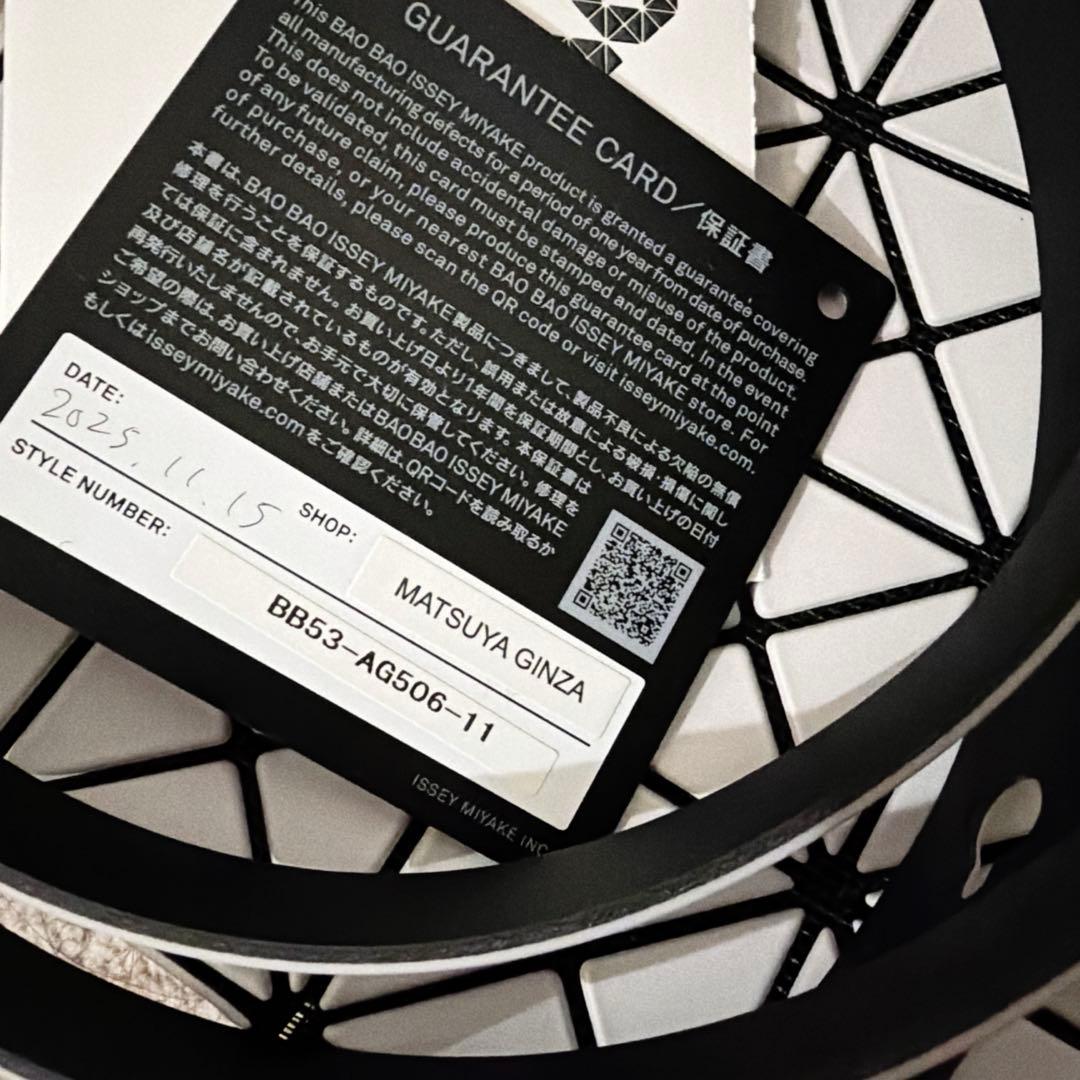 GUARANTEE CARD／保証書
This BAO BAO ISSEY MIYAKE product is granted a guarantee, covering
all manufacturing defects for a period of one year from date of purchase.
This does not include accidental damage or misuse of the product.
To be validated, this card must be stamped and dated. In the event
of any future claim, please produce this guarantee card at the point
of purchase, or your nearest BAO BAO ISSEY MIYAKE store. For
further details, please scan the QR code or visit isseymiyake.com.
本書は、BAO BAO ISSEY MIYAKE 製品につきまして、製品不良による欠陥の無償
修理を行うことを保証するものです。ただし、誤用または故意による破損・損傷に関し
ては保証に含まれません。お買い上げ日より1年間を保証期間とし、お買い上げの日付
及び店舗名が記載されているものが有効となります。本保証書は
再発行いたしませんので、お手元で大切に保管してください。修理を
ご希望の際は、お買い上げ店舗またはBAO BAO ISSEY MIYAKE
ショップまでお問い合わせください。詳細は、QRコードを読み取るか
もしくはisseymiyake.comをご確認ください。
DATE: 2025.11.15 SHOP: MATSUYA GINZA
STYLE NUMBER: BB53-AG506-11
ISSEY MIYAKE INC.